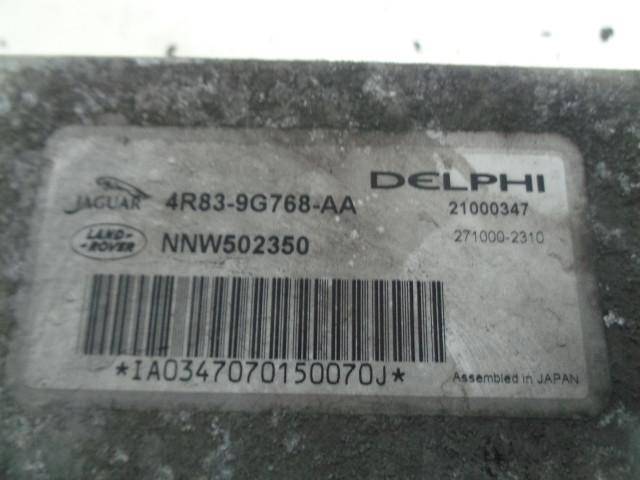 JAGUAR 4R83-9G768-AA DELPHI
21000347
LAND-ROVER NNW502350 271000-2310
*IA0347070150070J*
Assembled in JAPAN